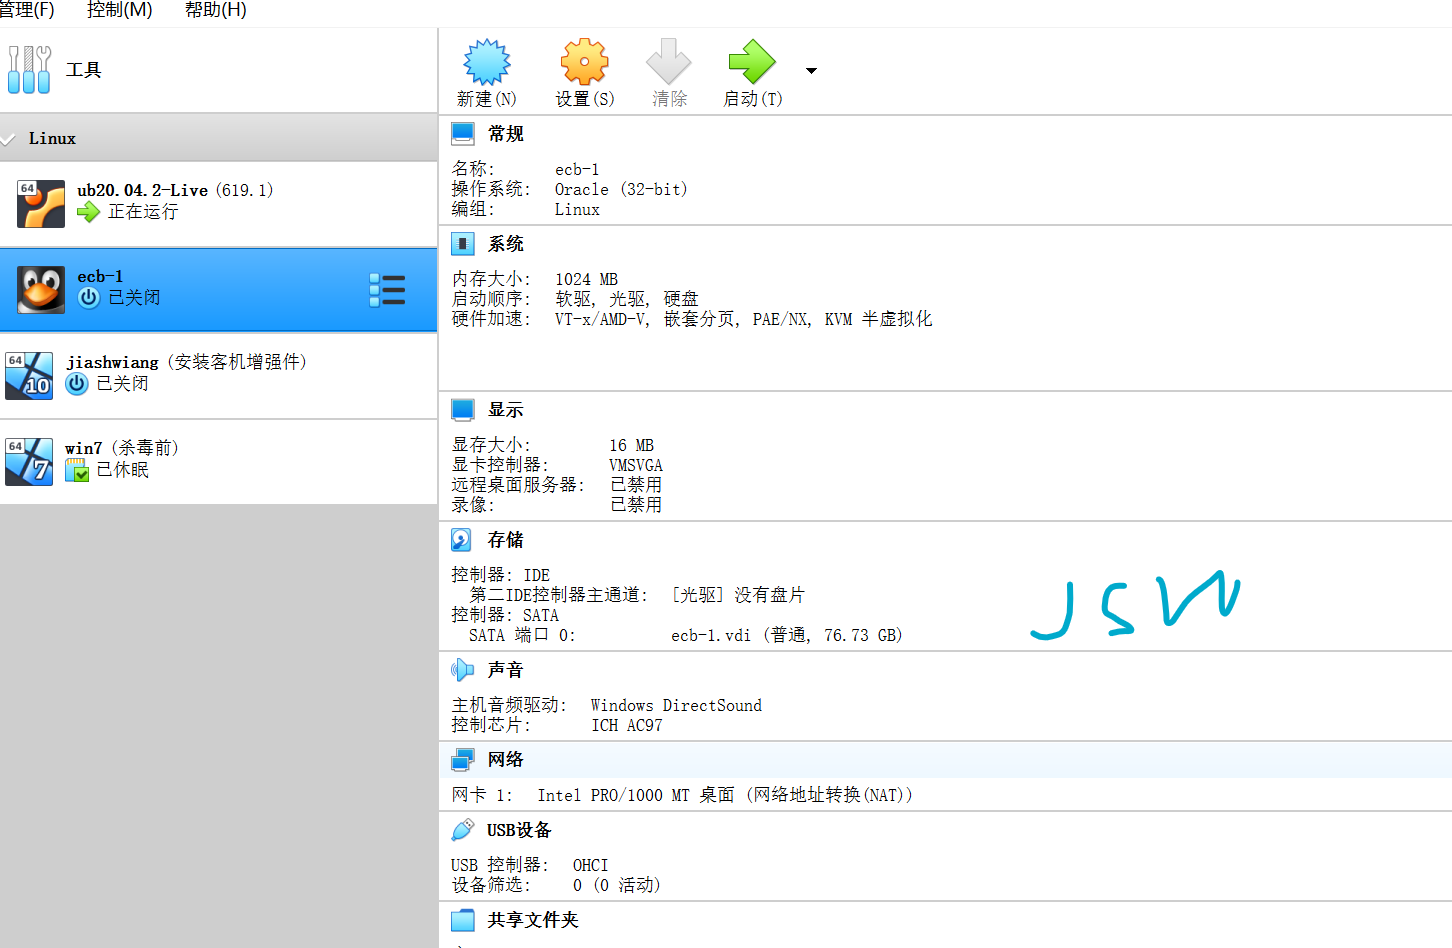 管理(F) 控制(M) 帮助(H)
工具
新建(N) 设置(S) 清除 启动(T)
Linux
64
ub20.04.2-Live (619.1)
正在运行
ecb-1
已关闭
64
10
jiashwiang (安装客机增强件)
已关闭
64
7
win7 (杀毒前)
已休眠
常规
名称: ecb-1
操作系统: Oracle (32-bit)
编组: Linux
系统
内存大小: 1024 MB
启动顺序: 软驱, 光驱, 硬盘
硬件加速: VT-x/AMD-V, 嵌套分页, PAE/NX, KVM 半虚拟化
显示
显存大小: 16 MB
显卡控制器: VMSVGA
远程桌面服务器: 已禁用
录像: 已禁用
存储
控制器: IDE
第二IDE控制器主通道: [光驱] 没有盘片
控制器: SATA
SATA 端口 0: ecb-1.vdi (普通, 76.73 GB)
JSW
声音
主机音频驱动: Windows DirectSound
控制芯片: ICH AC97
网络
网卡 1: Intel PRO/1000 MT 桌面 (网络地址转换(NAT))
USB设备
USB 控制器: OHCI
设备筛选: 0 (0 活动)
共享文件夹